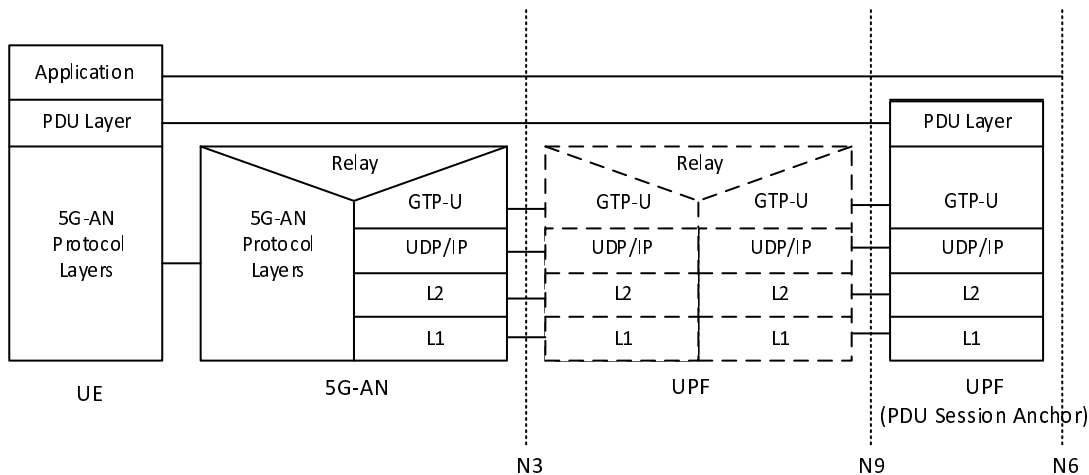 Application
PDU Layer
PDU Layer
Relay
Relay
5G-AN
Protocol
Layers
5G-AN
Protocol
Layers
GTP-U
GTP-U
GTP-U
GTP-U
UDP/IP
UDP/IP
UDP/IP
UDP/IP
L2
L2
L2
L2
L1
L1
L1
L1
UE
5G-AN
UPF
UPF
(PDU Session Anchor)
N3
N9
N6